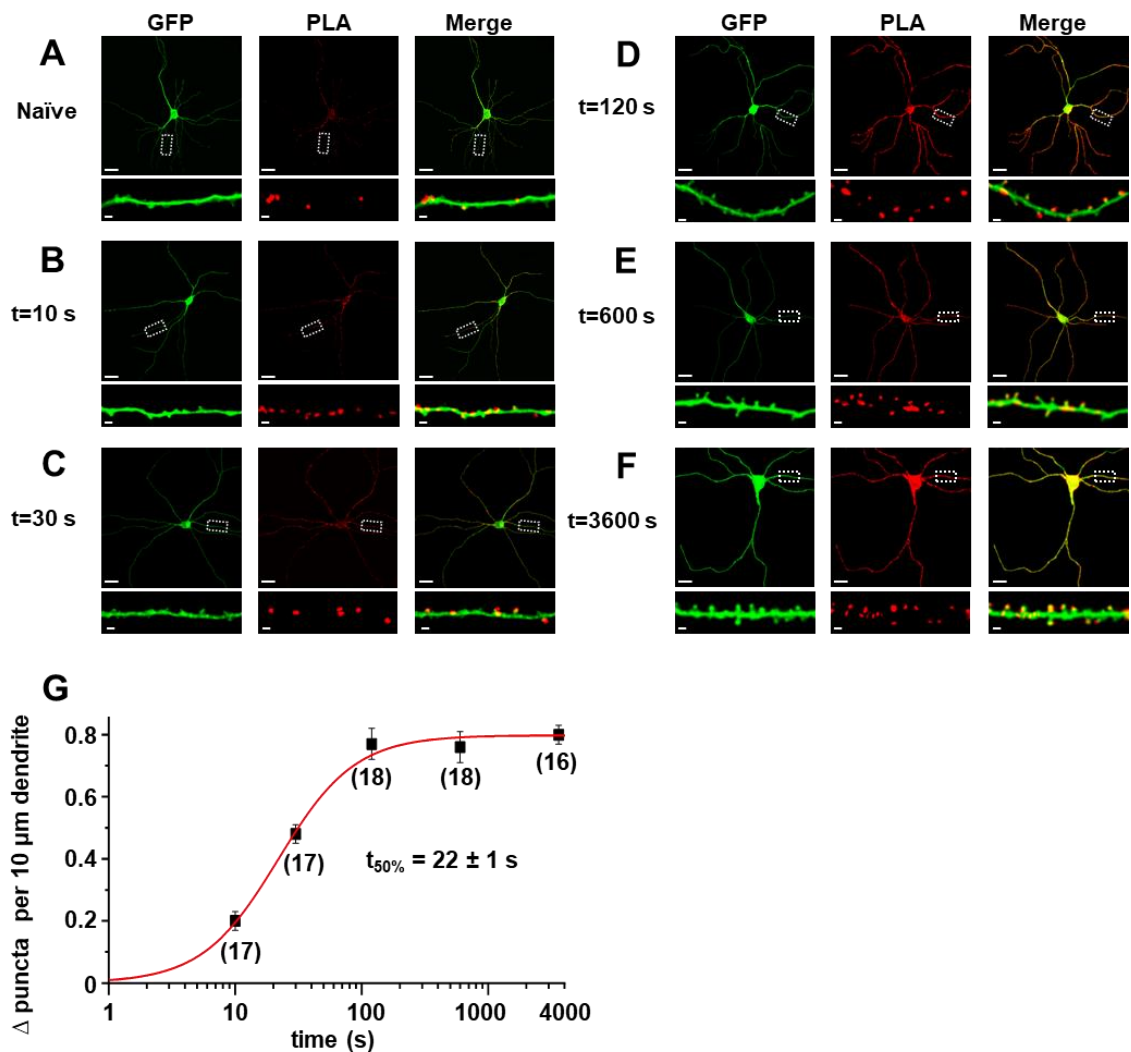 GFP PLA Merge
A
Naïve
B
t=10 s
C
t=30 s
GFP PLA Merge
D
t=120 s
E
t=600 s
F
t=3600 s
G
Δ puncta per 10 µm dendrite
0.8
0.6
0.4
0.2
0
(17)
(17)
(18)
(18)
(16)
t50% = 22 ± 1 s
1 10 100 1000 4000
time (s)